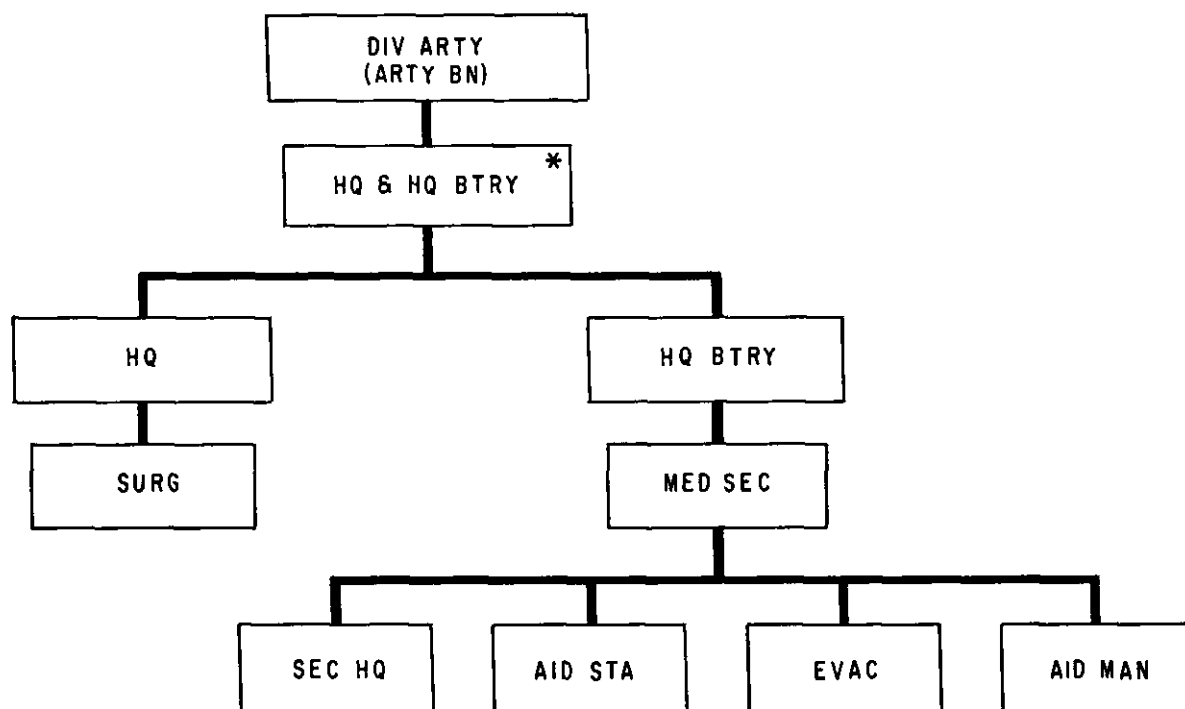 DIV ARTY
(ARTY BN)
HQ & HQ BTRY *
HQ
HQ BTRY
SURG
MED SEC
SEC HQ
AID STA
EVAC
AID MAN